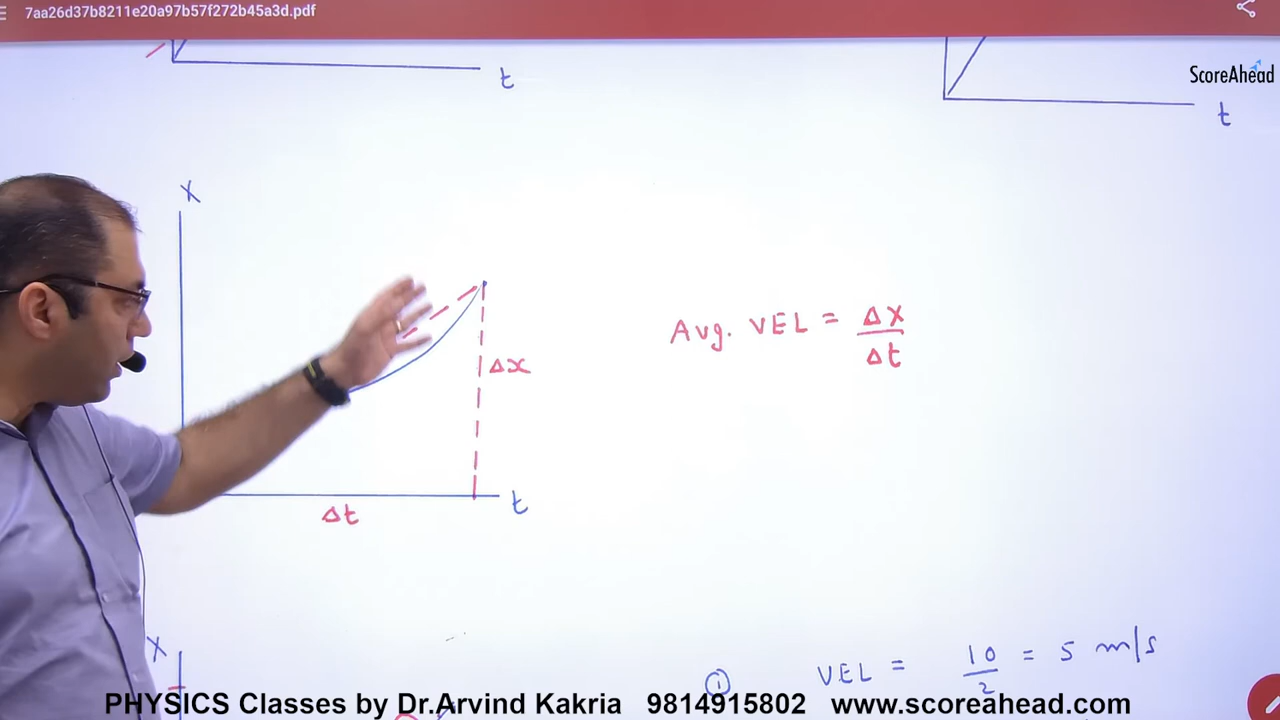 7aa26d37b8211e20a97b57f272b45a3d.pdf
ScoreAhead
t
t
X
Avg. VEL = Δx
Δt
Δx
t
Δt
X
① VEL = 10 = 5 m/s
2
PHYSICS Classes by Dr.Arvind Kakria 9814915802 www.scoreahead.com